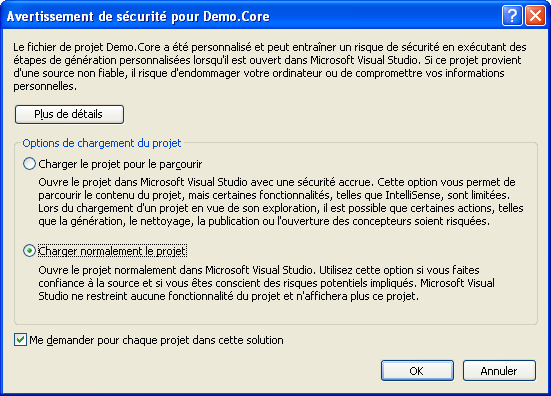 Avertissement de sécurité pour Demo.Core
Le fichier de projet Demo.Core a été personnalisé et peut entraîner un risque de sécurité en exécutant des
étapes de génération personnalisées lorsqu'il est ouvert dans Microsoft Visual Studio. Si ce projet provient
d'une source non fiable, il risque d'endommager votre ordinateur ou de compromettre vos informations
personnelles.
Plus de détails
Options de chargement du projet
Charger le projet pour le parcourir
Ouvre le projet dans Microsoft Visual Studio avec une sécurité accrue. Cette option vous permet de
parcourir le contenu du projet, mais certaines fonctionnalités, telles que IntelliSense, sont limitées.
Lors du chargement d'un projet en vue de son exploration, il est possible que certaines actions, telles
que la génération, le nettoyage, la publication ou l'ouverture des concepteurs soient risquées.
Charger normalement le projet
Ouvre le projet normalement dans Microsoft Visual Studio. Utilisez cette option si vous faites
confiance à la source et si vous êtes conscient des risques potentiels impliqués. Microsoft Visual
Studio ne restreint aucune fonctionnalité du projet et n'affichera plus ce projet.
Me demander pour chaque projet dans cette solution
OK
Annuler